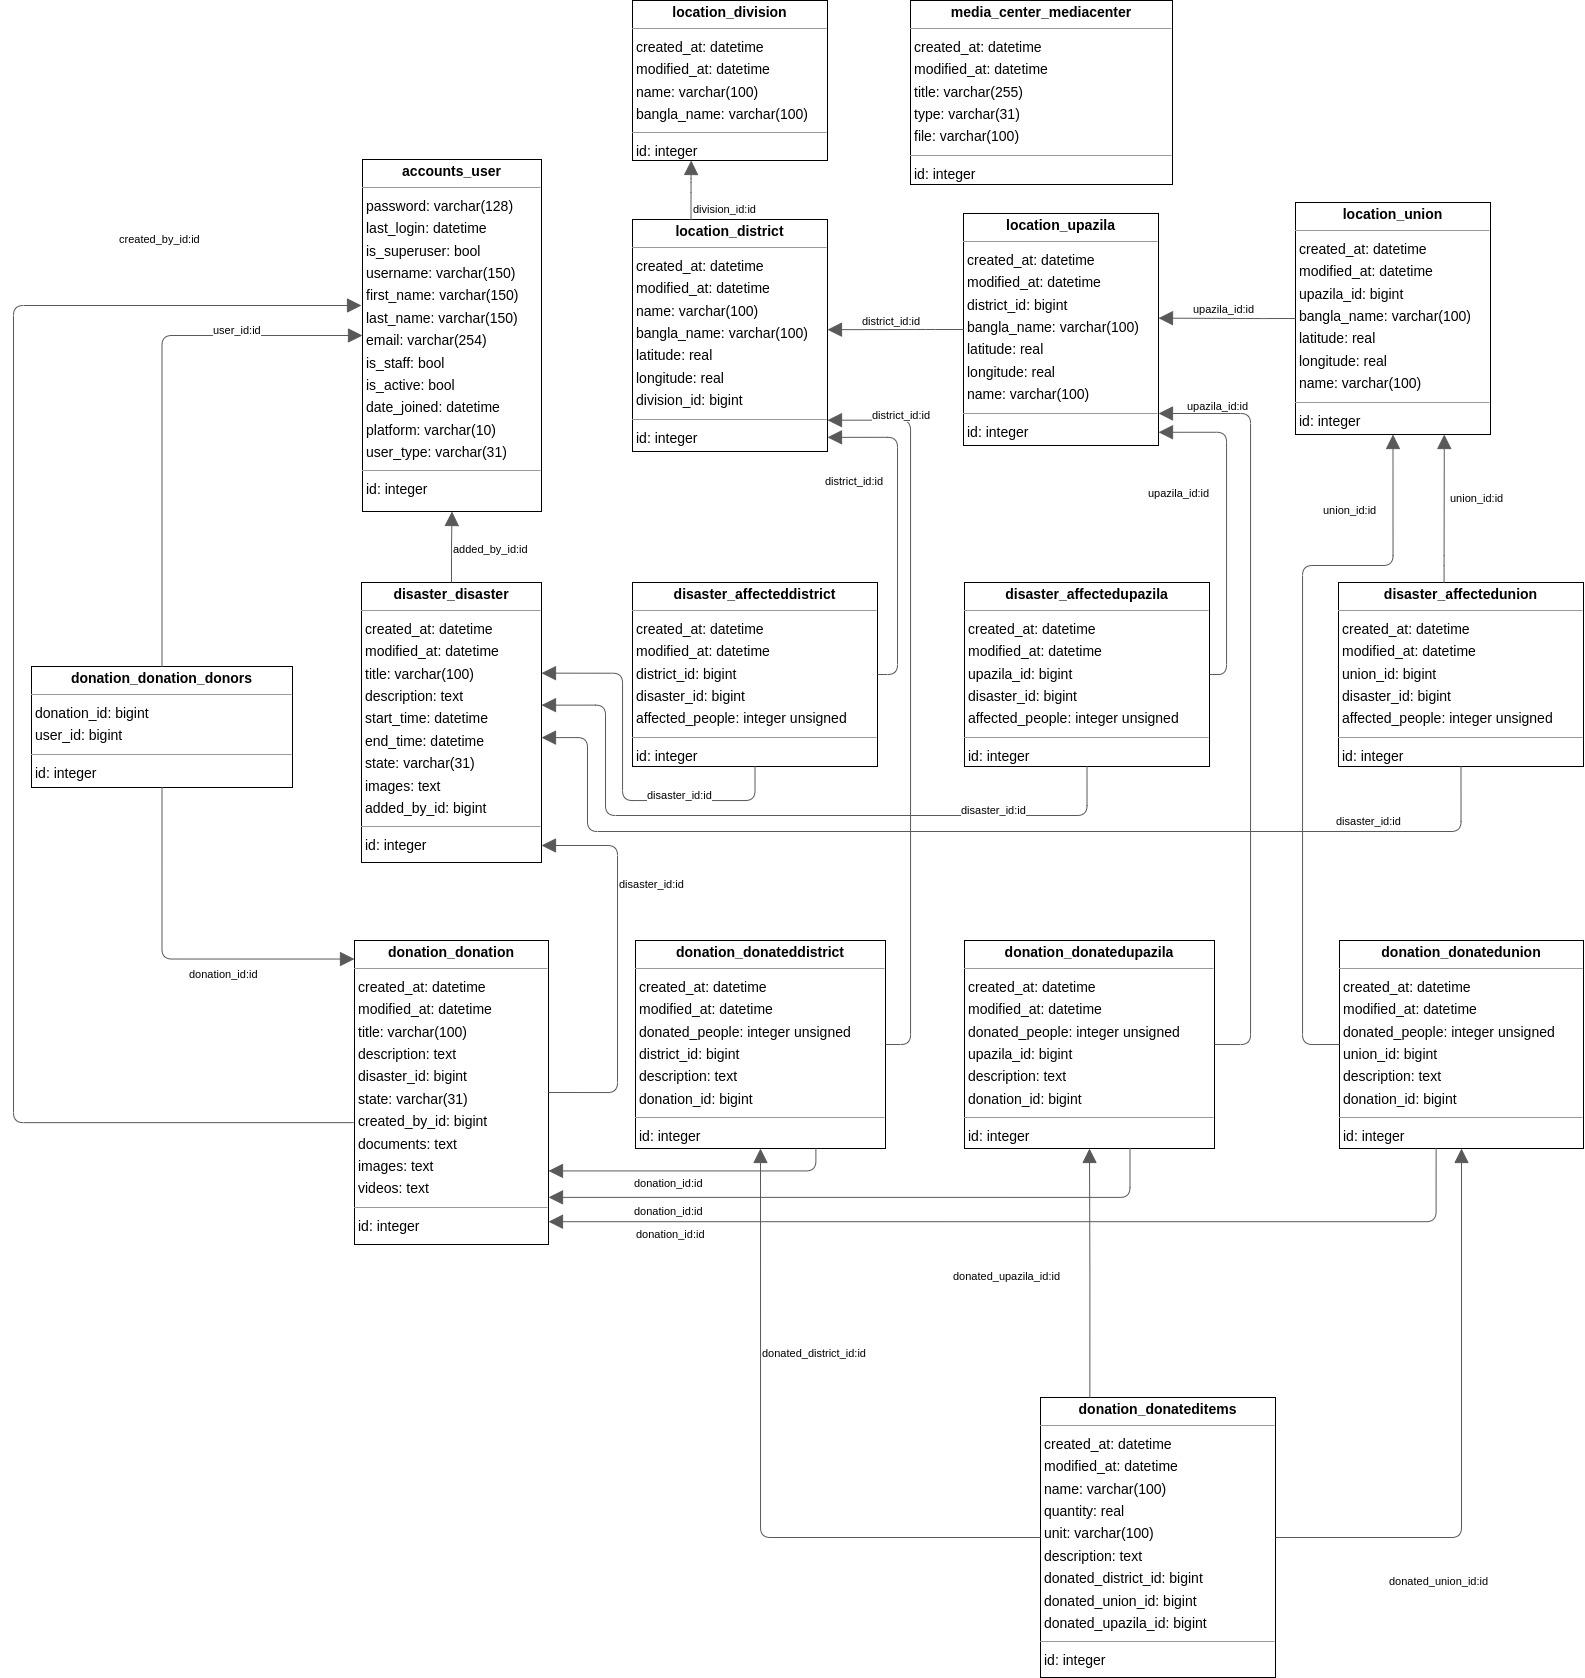 location_division
created_at: datetime
modified_at: datetime
name: varchar(100)
bangla_name: varchar(100)
id: integer
media_center_mediacenter
created_at: datetime
modified_at: datetime
title: varchar(255)
type: varchar(31)
file: varchar(100)
id: integer
accounts_user
password: varchar(128)
last_login: datetime
is_superuser: bool
username: varchar(150)
first_name: varchar(150)
last_name: varchar(150)
email: varchar(254)
is_staff: bool
is_active: bool
date_joined: datetime
platform: varchar(10)
user_type: varchar(31)
id: integer
division_id:id
location_district
created_at: datetime
modified_at: datetime
name: varchar(100)
bangla_name: varchar(100)
latitude: real
longitude: real
division_id: bigint
id: integer
location_upazila
created_at: datetime
modified_at: datetime
district_id: bigint
bangla_name: varchar(100)
latitude: real
longitude: real
name: varchar(100)
id: integer
location_union
created_at: datetime
modified_at: datetime
upazila_id: bigint
bangla_name: varchar(100)
latitude: real
longitude: real
name: varchar(100)
id: integer
created_by_id:id
user_id:id
district_id:id
upazila_id:id
district_id:id
upazila_id:id
district_id:id
upazila_id:id
union_id:id
union_id:id
added_by_id:id
disaster_disaster
created_at: datetime
modified_at: datetime
title: varchar(100)
description: text
start_time: datetime
end_time: datetime
state: varchar(31)
images: text
added_by_id: bigint
id: integer
disaster_affecteddistrict
created_at: datetime
modified_at: datetime
district_id: bigint
disaster_id: bigint
affected_people: integer unsigned
id: integer
disaster_affectedupazila
created_at: datetime
modified_at: datetime
upazila_id: bigint
disaster_id: bigint
affected_people: integer unsigned
id: integer
disaster_affectedunion
created_at: datetime
modified_at: datetime
union_id: bigint
disaster_id: bigint
affected_people: integer unsigned
id: integer
donation_donation_donors
donation_id: bigint
user_id: bigint
id: integer
disaster_id:id
disaster_id:id
disaster_id:id
disaster_id:id
donation_id:id
donation_donation
created_at: datetime
modified_at: datetime
title: varchar(100)
description: text
disaster_id: bigint
state: varchar(31)
created_by_id: bigint
documents: text
images: text
videos: text
id: integer
donation_donateddistrict
created_at: datetime
modified_at: datetime
donated_people: integer unsigned
district_id: bigint
description: text
donation_id: bigint
id: integer
donation_donatedupazila
created_at: datetime
modified_at: datetime
donated_people: integer unsigned
upazila_id: bigint
description: text
donation_id: bigint
id: integer
donation_donatedunion
created_at: datetime
modified_at: datetime
donated_people: integer unsigned
union_id: bigint
description: text
donation_id: bigint
id: integer
donation_id:id
donation_id:id
donation_id:id
donated_upazila_id:id
donated_district_id:id
donation_donateditems
created_at: datetime
modified_at: datetime
name: varchar(100)
quantity: real
unit: varchar(100)
description: text
donated_district_id: bigint
donated_union_id: bigint
donated_upazila_id: bigint
id: integer
donated_union_id:id